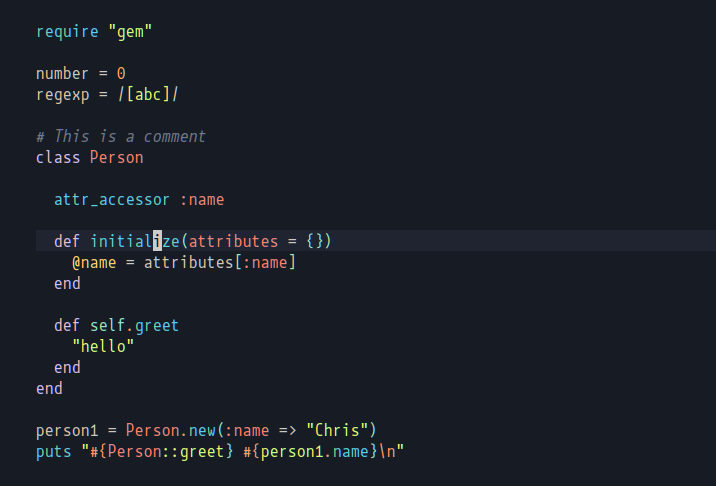 require "gem"
number = 0
regexp = /[abc]/
# This is a comment
class Person
attr_accessor :name
def initialize(attributes = {})
@name = attributes[:name]
end
def self.greet
"hello"
end
end
person1 = Person.new(:name => "Chris")
puts "#{Person::greet} #{person1.name}\n"